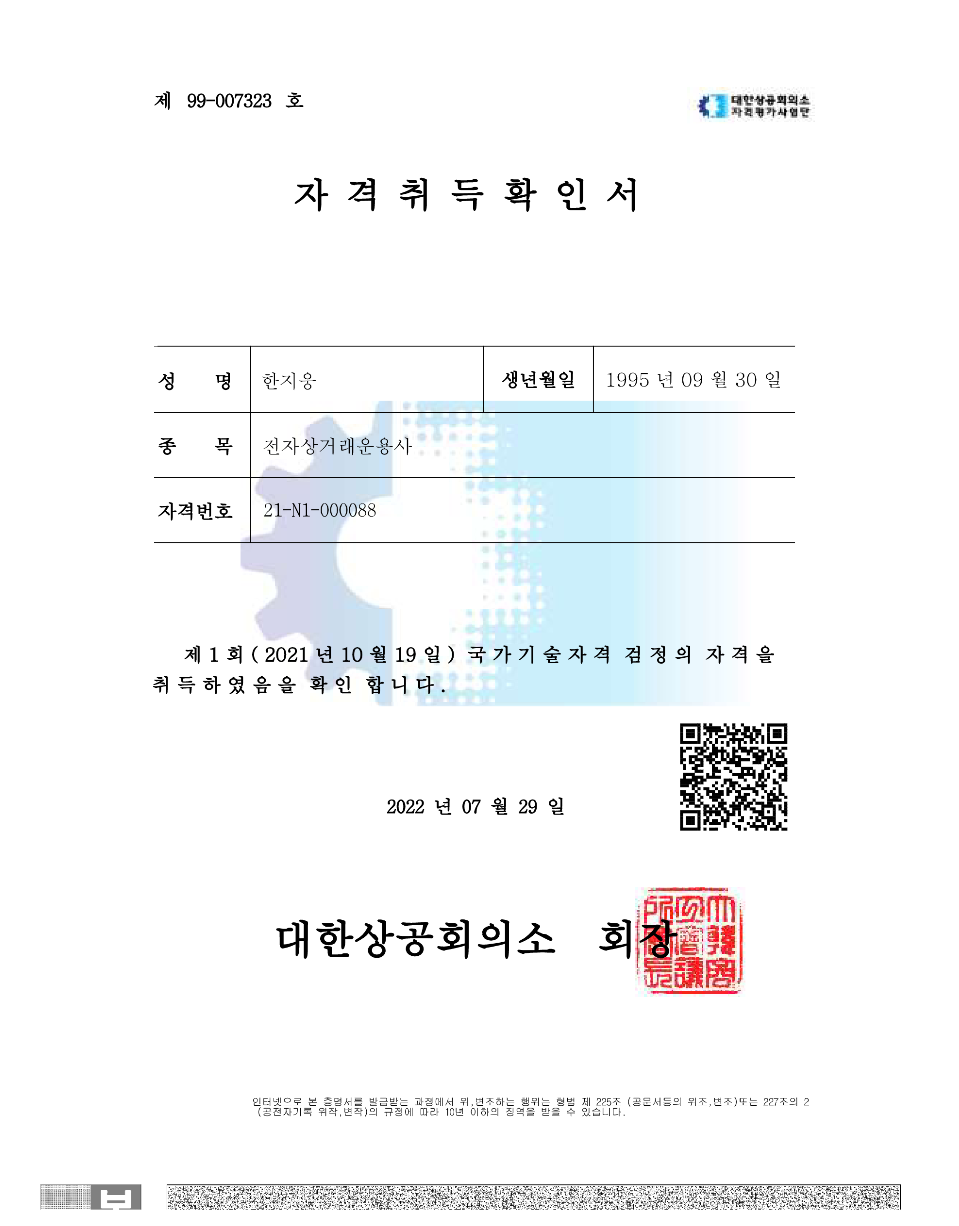 제 99-007323 호
대한상공회의소
자격평가사업단
자격취득확인서
성 명 한지웅 생년월일 1995 년 09 월 30 일
종 목 전자상거래운용사
자격번호 21-N1-000088
제 1 회 ( 2021 년 10 월 19 일 ) 국가기술자격 검정의 자격을
취득하였음을 확인 합니다.
2022 년 07 월 29 일
대한상공회의소 회장
인터넷으로 본 증명서를 발급받는 과정에서 위,변조하는 행위는 형법 제 225조 (공문서등의 위조,변조)또는 227조의 2
(공전자기록 위작,변작)의 규정에 따라 10년 이하의 징역을 받을 수 있습니다.